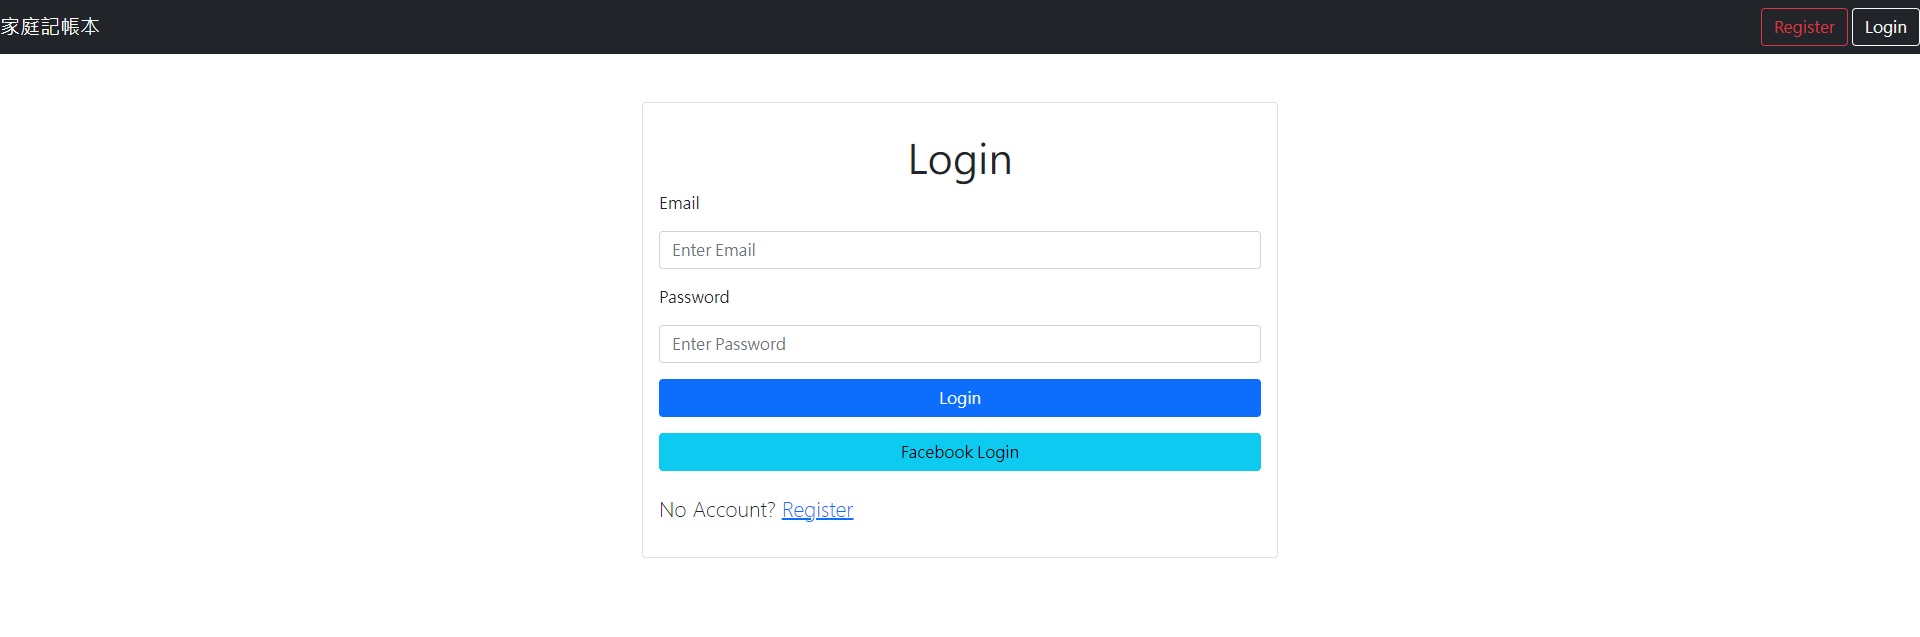 家庭記帳本
Register Login
Login
Email
Enter Email
Password
Enter Password
Login
Facebook Login
No Account? Register